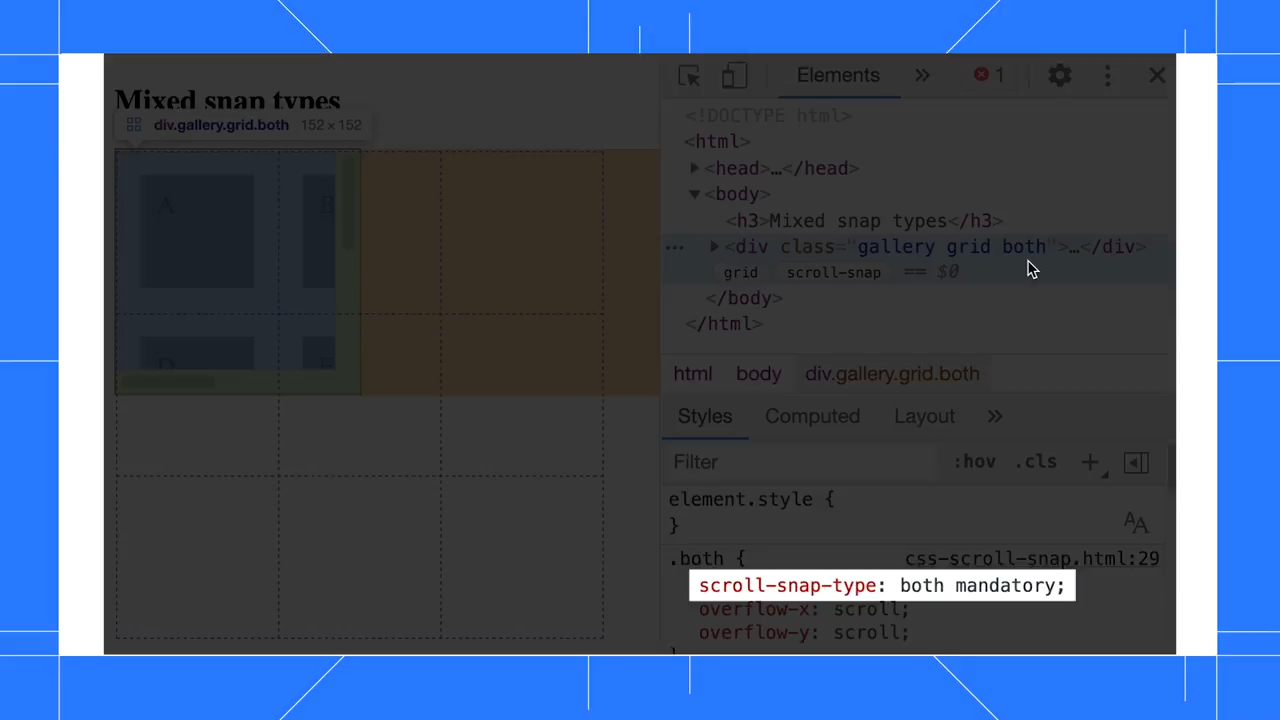 Mixed snap types
div.gallery.grid.both 152 × 152
A
B
D
E
Elements » 1
<!DOCTYPE html>
<html>
<head>…</head>
<body>
<h3>Mixed snap types</h3>
… <div class="gallery grid both">…</div>
grid scroll-snap == $0
</body>
</html>
html body div.gallery.grid.both
Styles Computed Layout »
Filter :hov .cls +
element.style {
}
AA
.both { css-scroll-snap.html:29
scroll-snap-type: both mandatory;
overflow-x: scroll;
overflow-y: scroll;
}